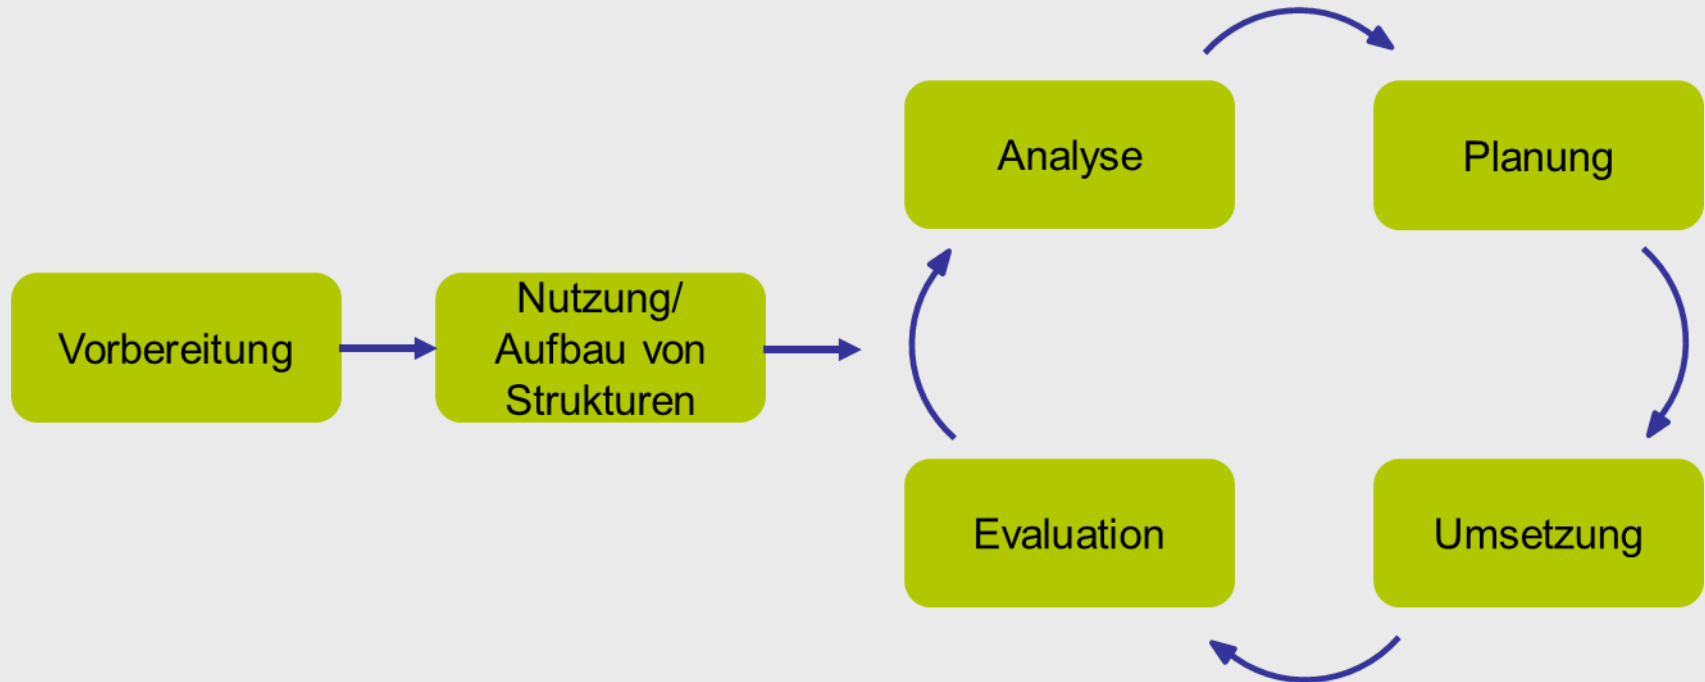 Analyse
Planung
Vorbereitung
Nutzung/
Aufbau von
Strukturen
Evaluation
Umsetzung